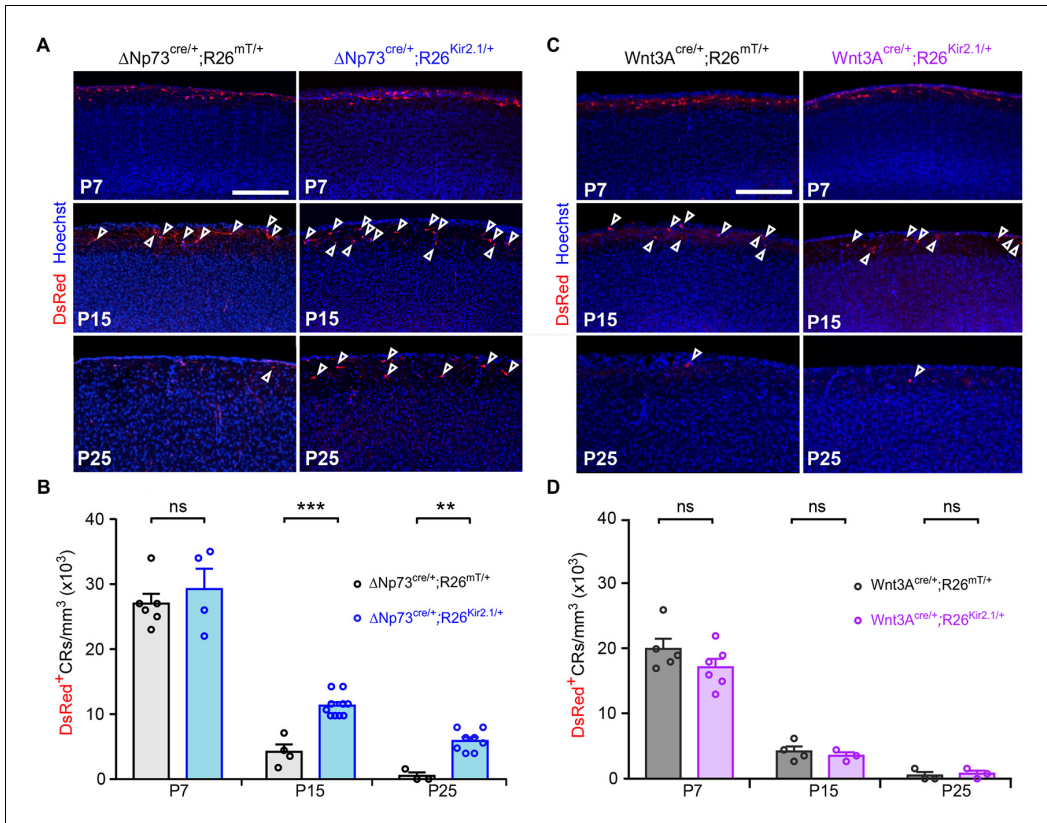 A
ΔNp73cre/+;R26mT/+
ΔNp73cre/+;R26Kir2.1/+
DsRed Hoechst
P7
P7
P15
P15
P25
P25
B
ns
***
**
40
30
20
10
0
DsRed+CRs/mm3 (x103)
ΔNp73cre/+;R26mT/+
ΔNp73cre/+;R26Kir2.1/+
P7
P15
P25
C
Wnt3Acre/+;R26mT/+
Wnt3Acre/+;R26Kir2.1/+
DsRed Hoechst
P7
P7
P15
P15
P25
P25
D
ns
ns
ns
40
30
20
10
0
DsRed+CRs/mm3 (x103)
Wnt3Acre/+;R26mT/+
Wnt3Acre/+;R26Kir2.1/+
P7
P15
P25